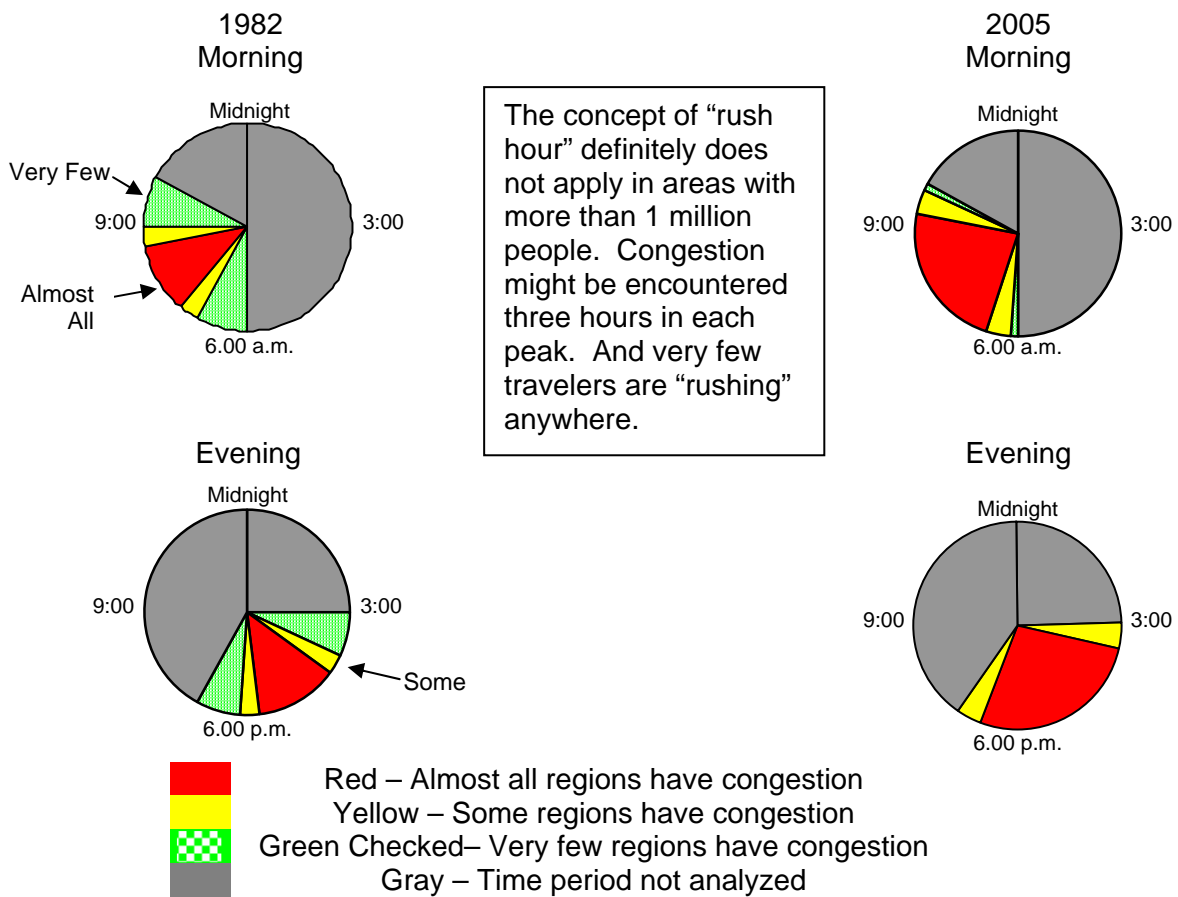 1982
Morning
Midnight
Very Few
9:00
3:00
Almost
All
6.00 a.m.
The concept of “rush
hour” definitely does
not apply in areas with
more than 1 million
people.  Congestion
might be encountered
three hours in each
peak.  And very few
travelers are “rushing”
anywhere.
2005
Morning
Midnight
9:00
3:00
6.00 a.m.
Evening
Midnight
9:00
3:00
Some
6.00 p.m.
Evening
Midnight
9:00
3:00
6.00 p.m.
Red – Almost all regions have congestion
Yellow – Some regions have congestion
Green Checked– Very few regions have congestion
Gray – Time period not analyzed